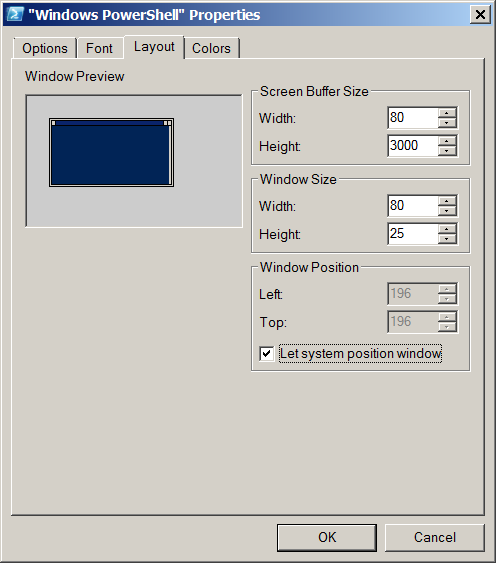 "Windows PowerShell" Properties
Options Font Layout Colors
Window Preview
Screen Buffer Size
Width: 80
Height: 3000
Window Size
Width: 80
Height: 25
Window Position
Left: 196
Top: 196
Let system position window
OK Cancel